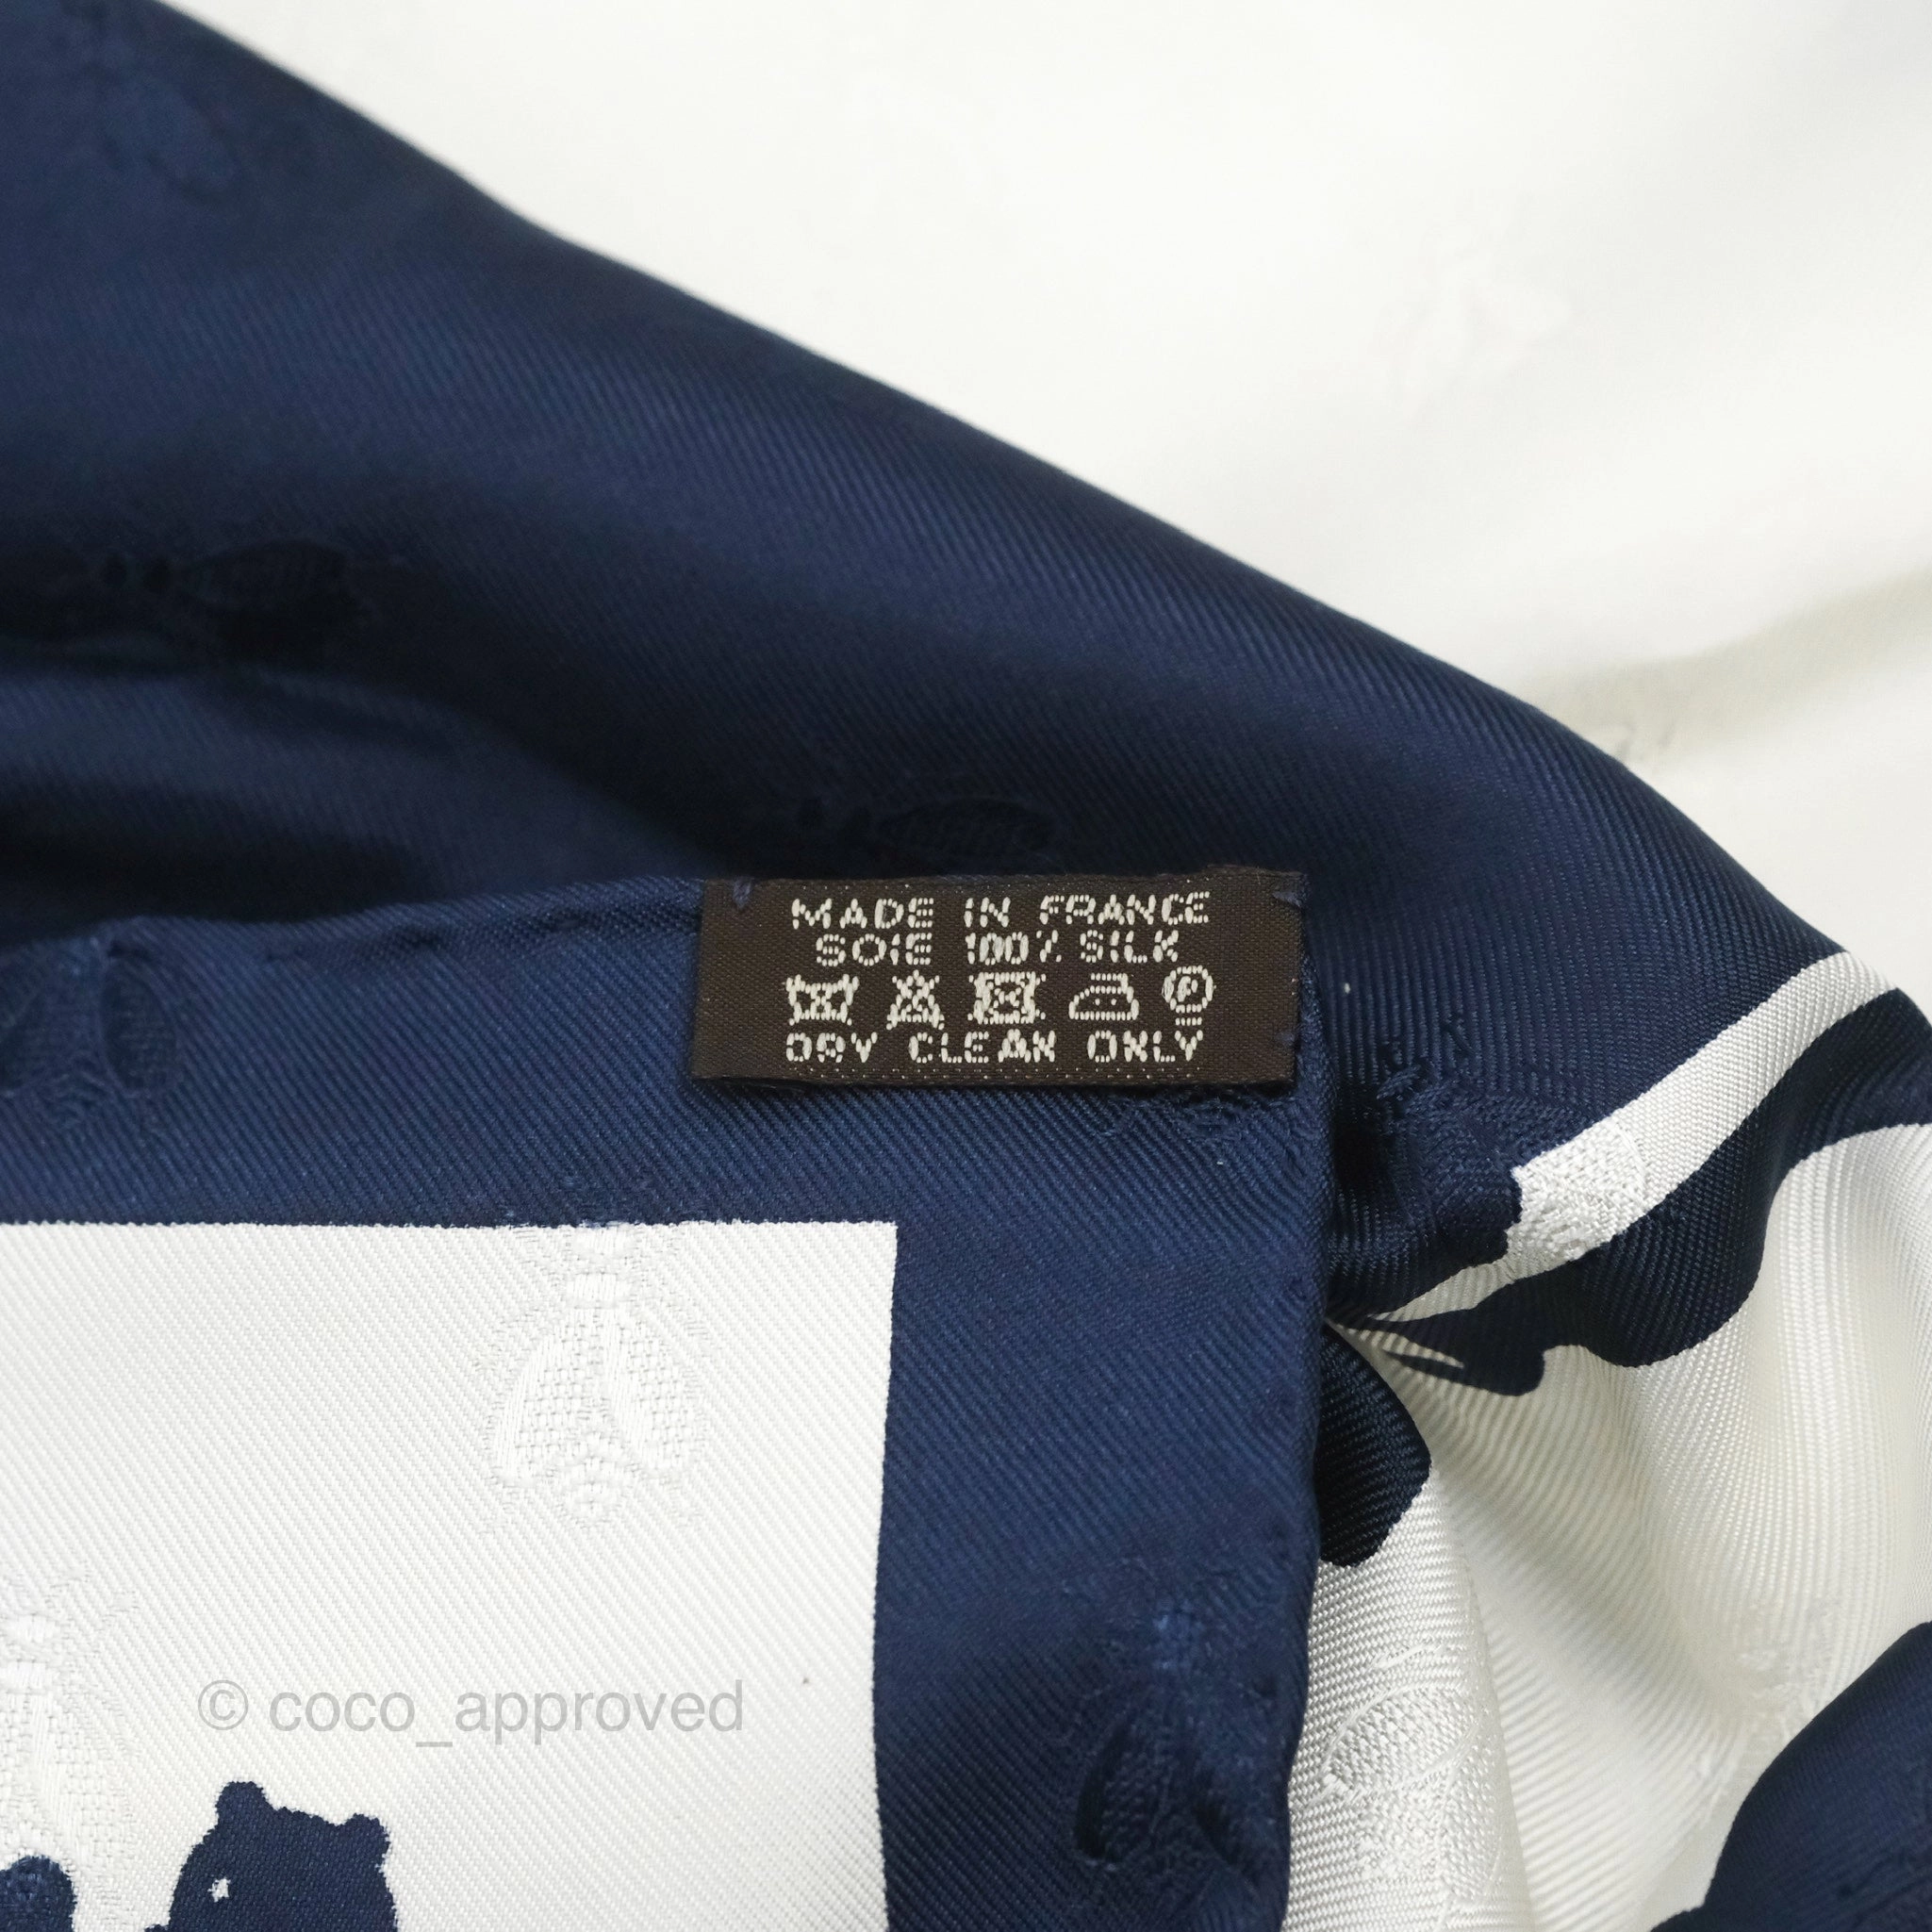 MADE IN FRANCE
SOIE 100% SILK
P
DRY CLEAN ONLY
© coco_approved